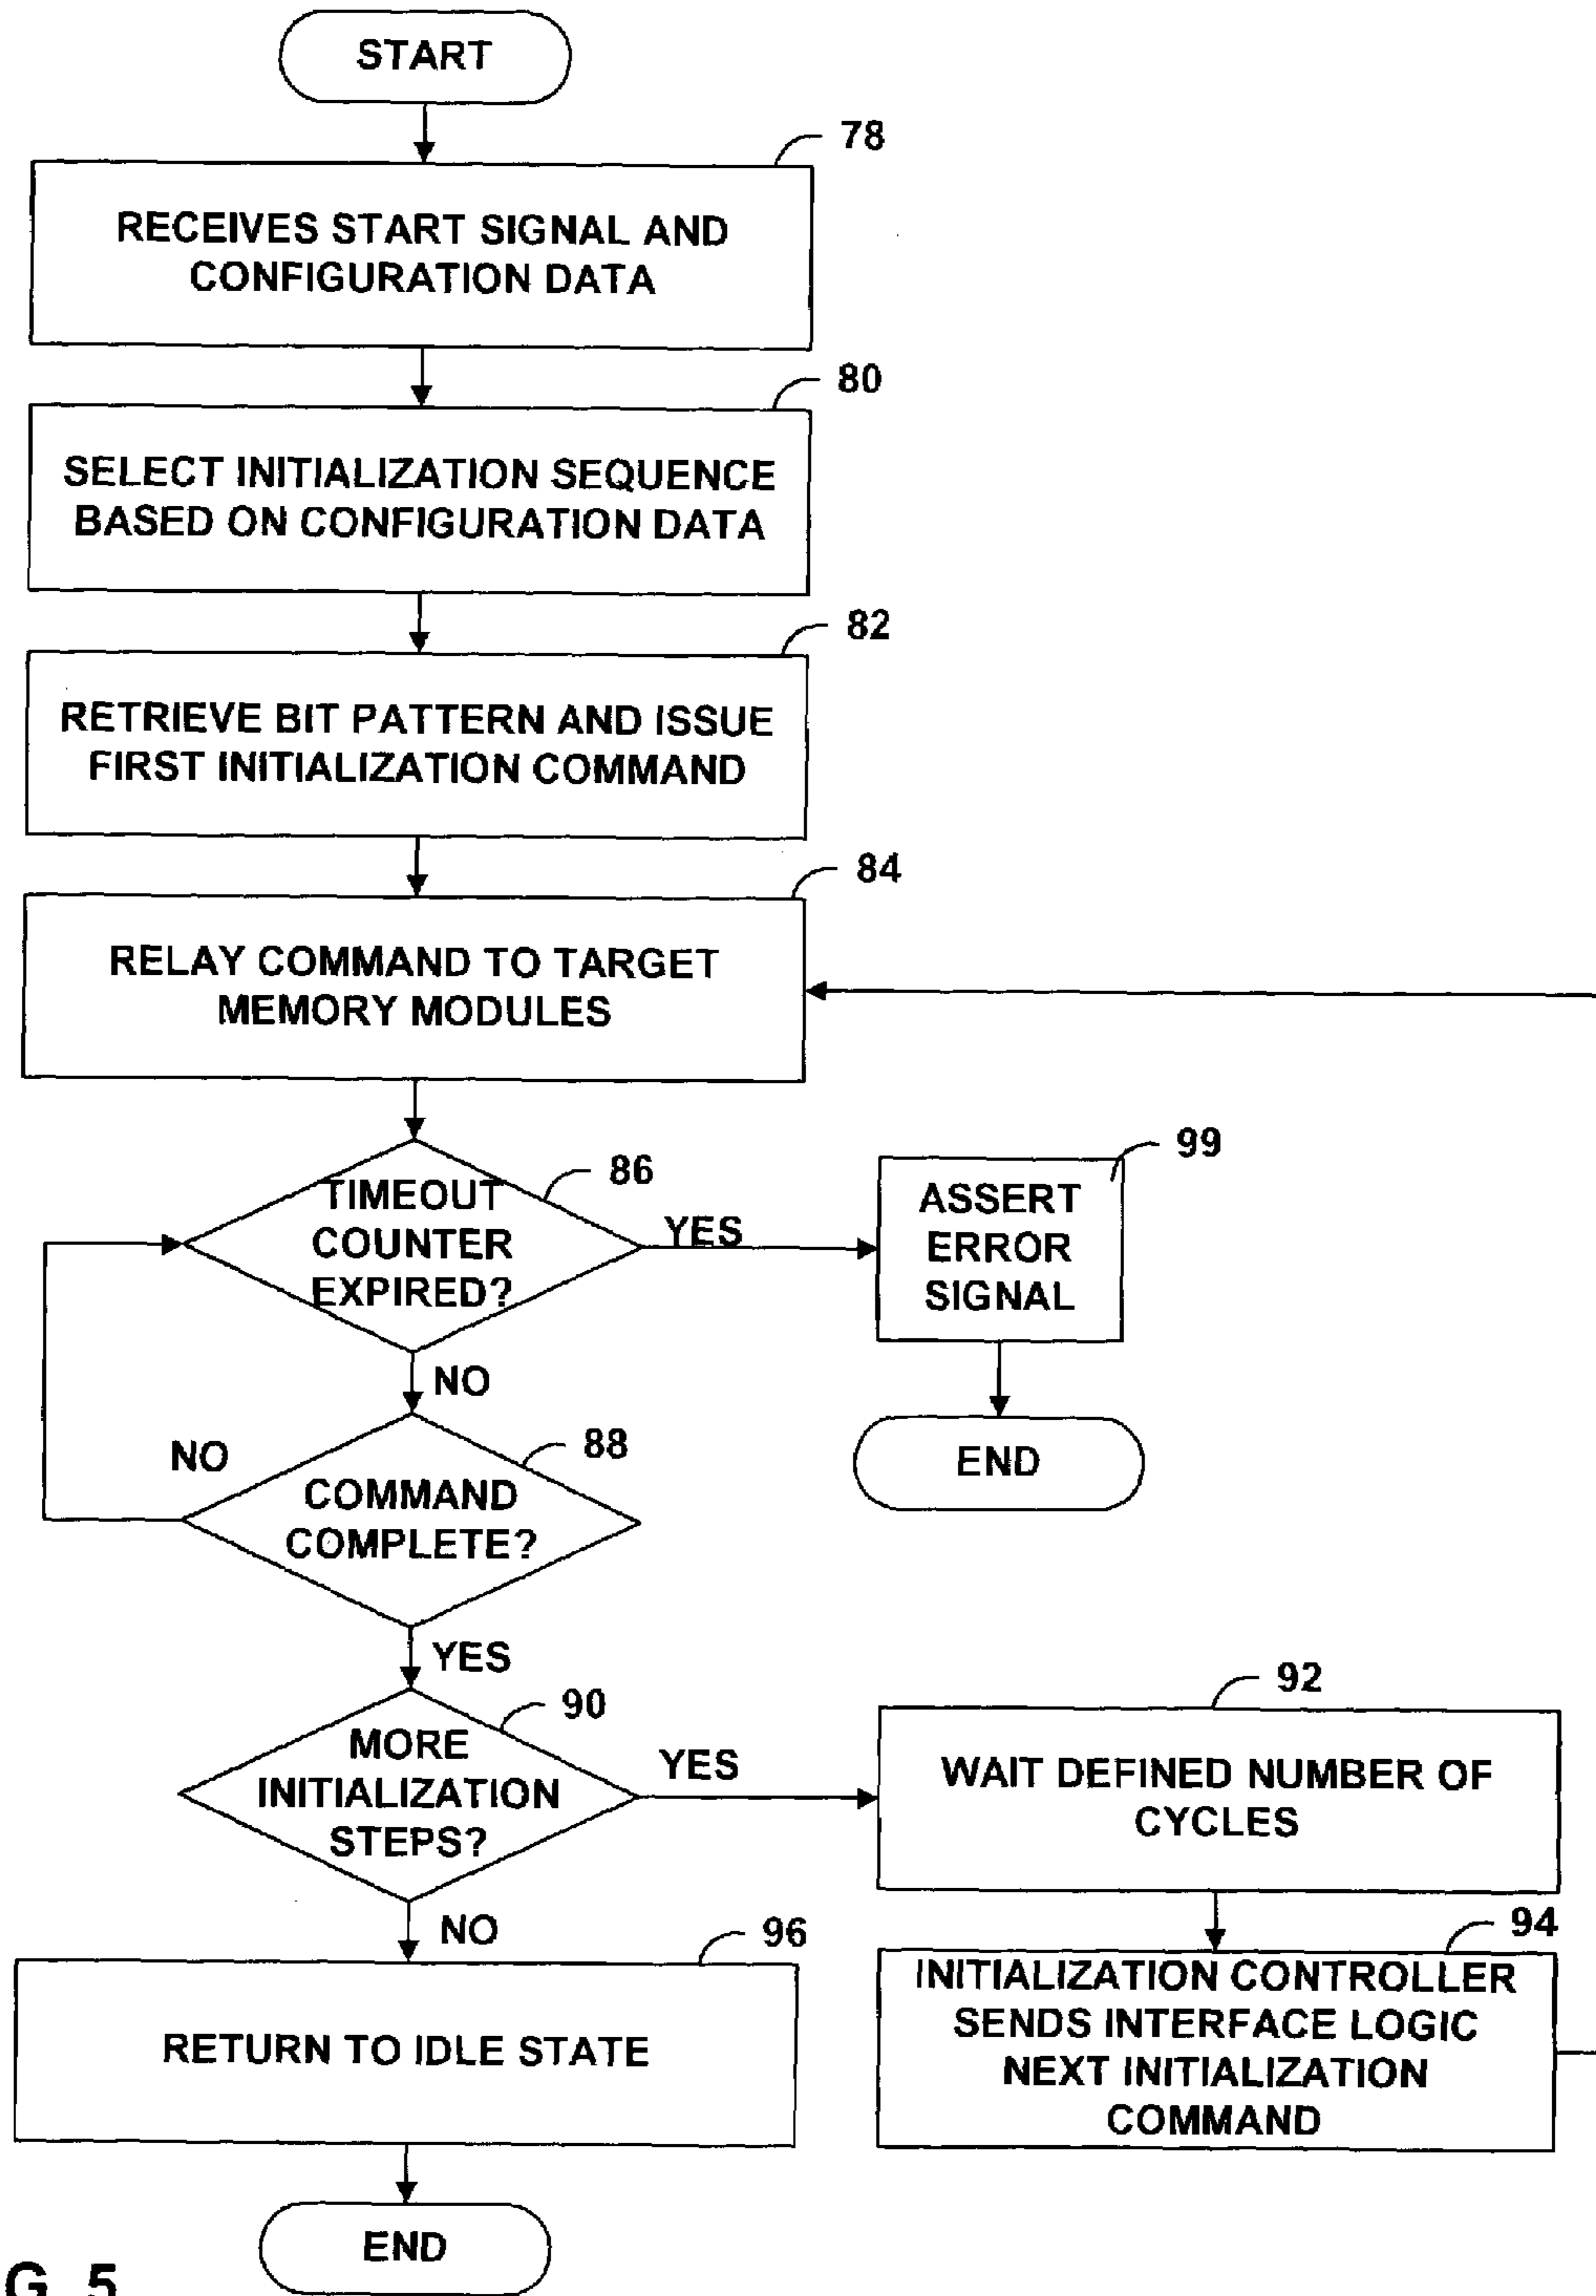 START
78
RECEIVES START SIGNAL AND
CONFIGURATION DATA
80
SELECT INITIALIZATION SEQUENCE
BASED ON CONFIGURATION DATA
82
RETRIEVE BIT PATTERN AND ISSUE
FIRST INITIALIZATION COMMAND
84
RELAY COMMAND TO TARGET
MEMORY MODULES
86
TIMEOUT
COUNTER
EXPIRED?
YES
99
ASSERT
ERROR
SIGNAL
END
NO
88
NO
COMMAND
COMPLETE?
YES
90
MORE
INITIALIZATION
STEPS?
YES
92
WAIT DEFINED NUMBER OF
CYCLES
94
INITIALIZATION CONTROLLER
SENDS INTERFACE LOGIC
NEXT INITIALIZATION
COMMAND
NO
96
RETURN TO IDLE STATE
END
G. 5